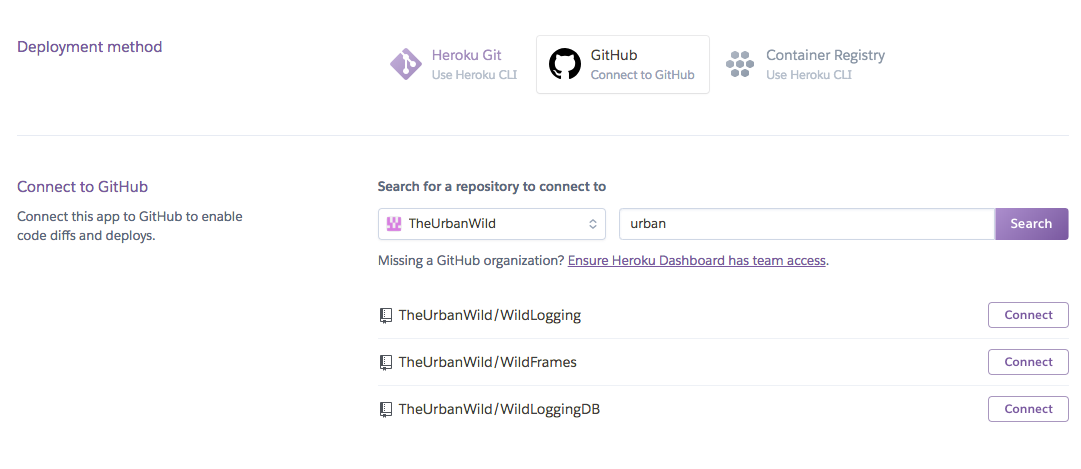 Deployment method
Heroku Git
Use Heroku CLI
GitHub
Connect to GitHub
Container Registry
Use Heroku CLI
Connect to GitHub
Connect this app to GitHub to enable
code diffs and deploys.
Search for a repository to connect to
TheUrbanWild
urban
Search
Missing a GitHub organization? Ensure Heroku Dashboard has team access.
TheUrbanWild/WildLogging
Connect
TheUrbanWild/WildFrames
Connect
TheUrbanWild/WildLoggingDB
Connect